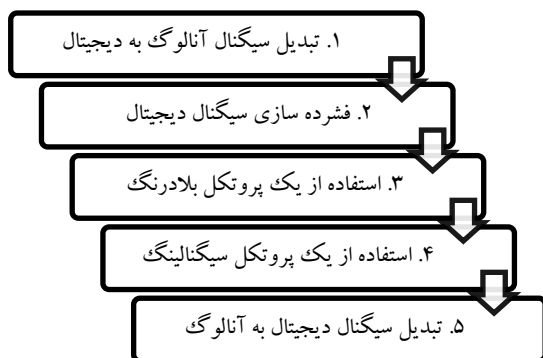 ۱. تبدیل سیگنال آنالوگ به دیجیتال
۲. فشرده سازی سیگنال دیجیتال
۳. استفاده از یک پروتکل بلادرنگ
۴. استفاده از یک پروتکل سیگنالینگ
۵. تبدیل سیگنال دیجیتال به آنالوگ